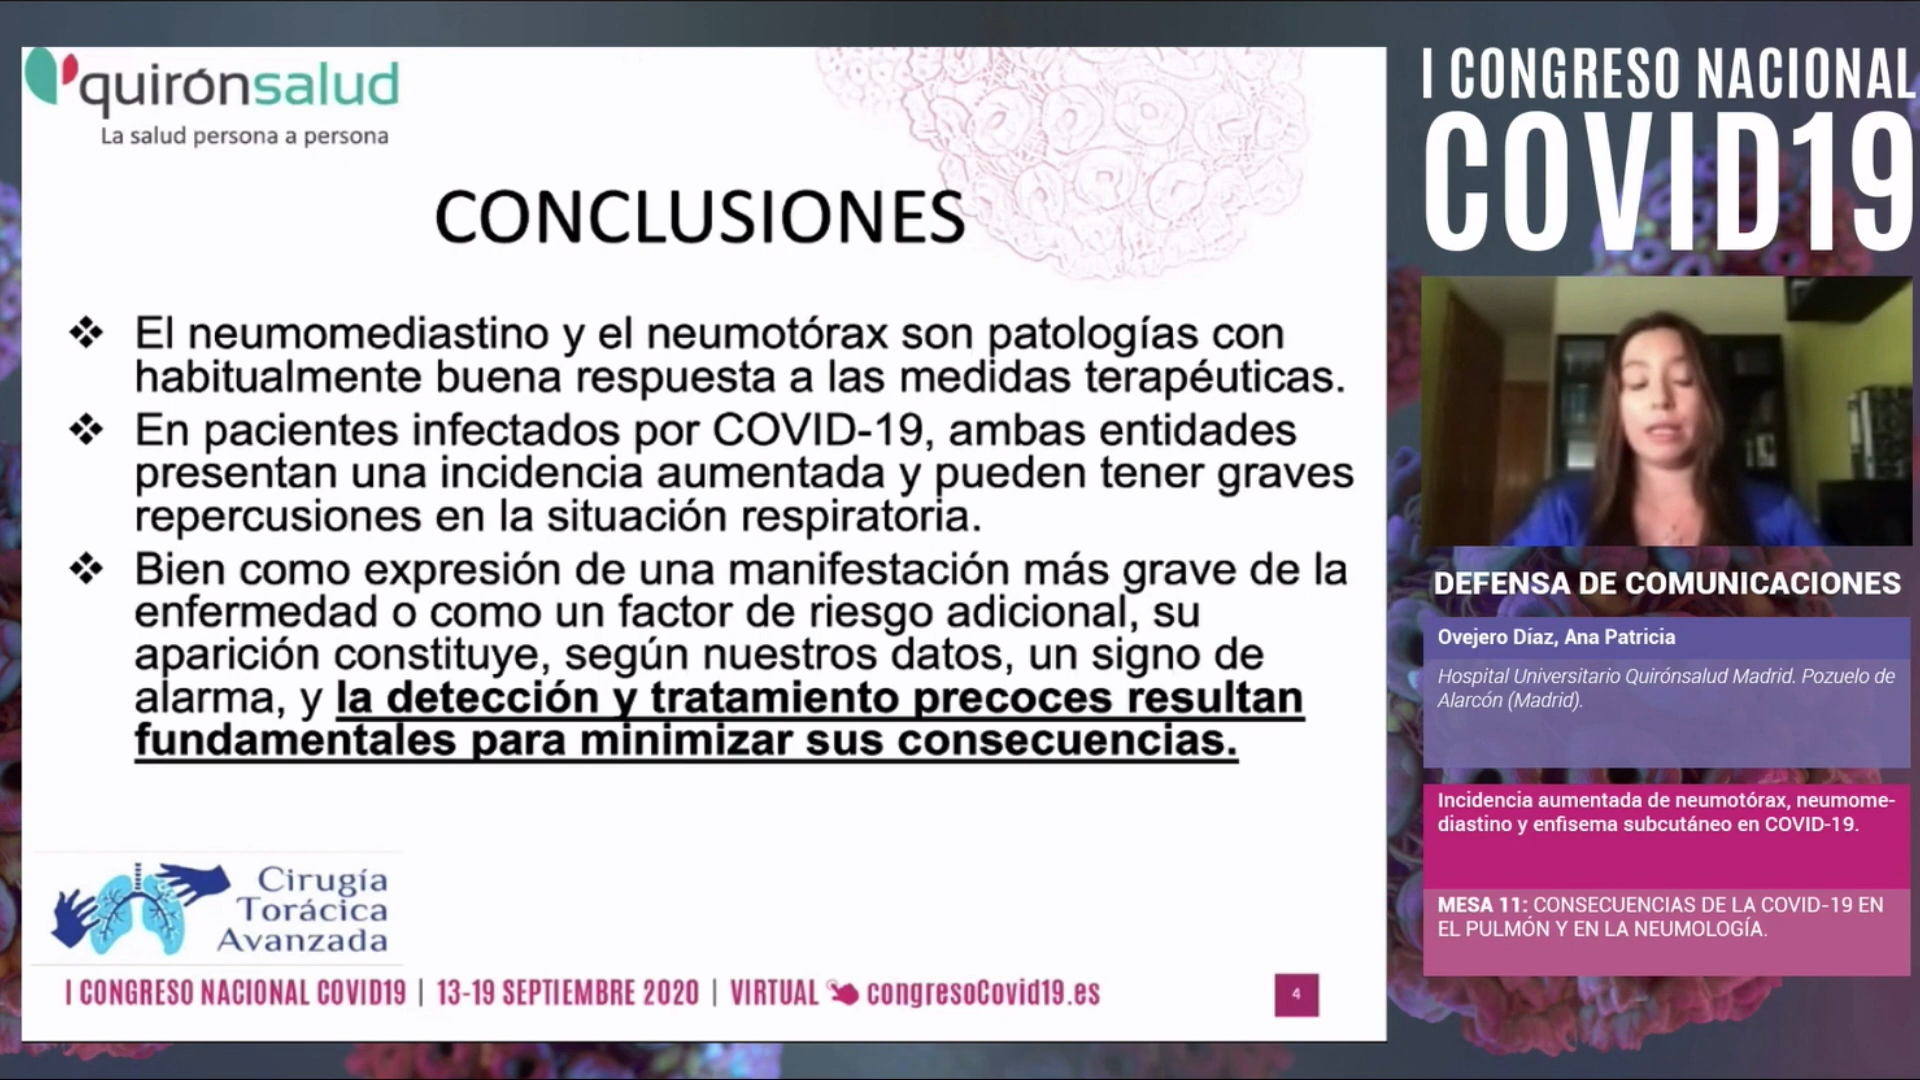 quirónsalud
La salud persona a persona
CONCLUSIONES
❖ El neumomediastino y el neumotórax son patologías con
habitualmente buena respuesta a las medidas terapéuticas.
❖ En pacientes infectados por COVID-19, ambas entidades
presentan una incidencia aumentada y pueden tener graves
repercusiones en la situación respiratoria.
❖ Bien como expresión de una manifestación más grave de la
enfermedad o como un factor de riesgo adicional, su
aparición constituye, según nuestros datos, un signo de
alarma, y la detección y tratamiento precoces resultan
fundamentales para minimizar sus consecuencias.
Cirugía
Torácica
Avanzada
I CONGRESO NACIONAL COVID19 | 13-19 SEPTIEMBRE 2020 | VIRTUAL congresoCovid19.es
4
I CONGRESO NACIONAL
COVID19
DEFENSA DE COMUNICACIONES
Ovejero Díaz, Ana Patricia
Hospital Universitario Quirónsalud Madrid. Pozuelo de
Alarcón (Madrid).
Incidencia aumentada de neumotórax, neumome-
diastino y enfisema subcutáneo en COVID-19.
MESA 11: CONSECUENCIAS DE LA COVID-19 EN
EL PULMÓN Y EN LA NEUMOLOGÍA.